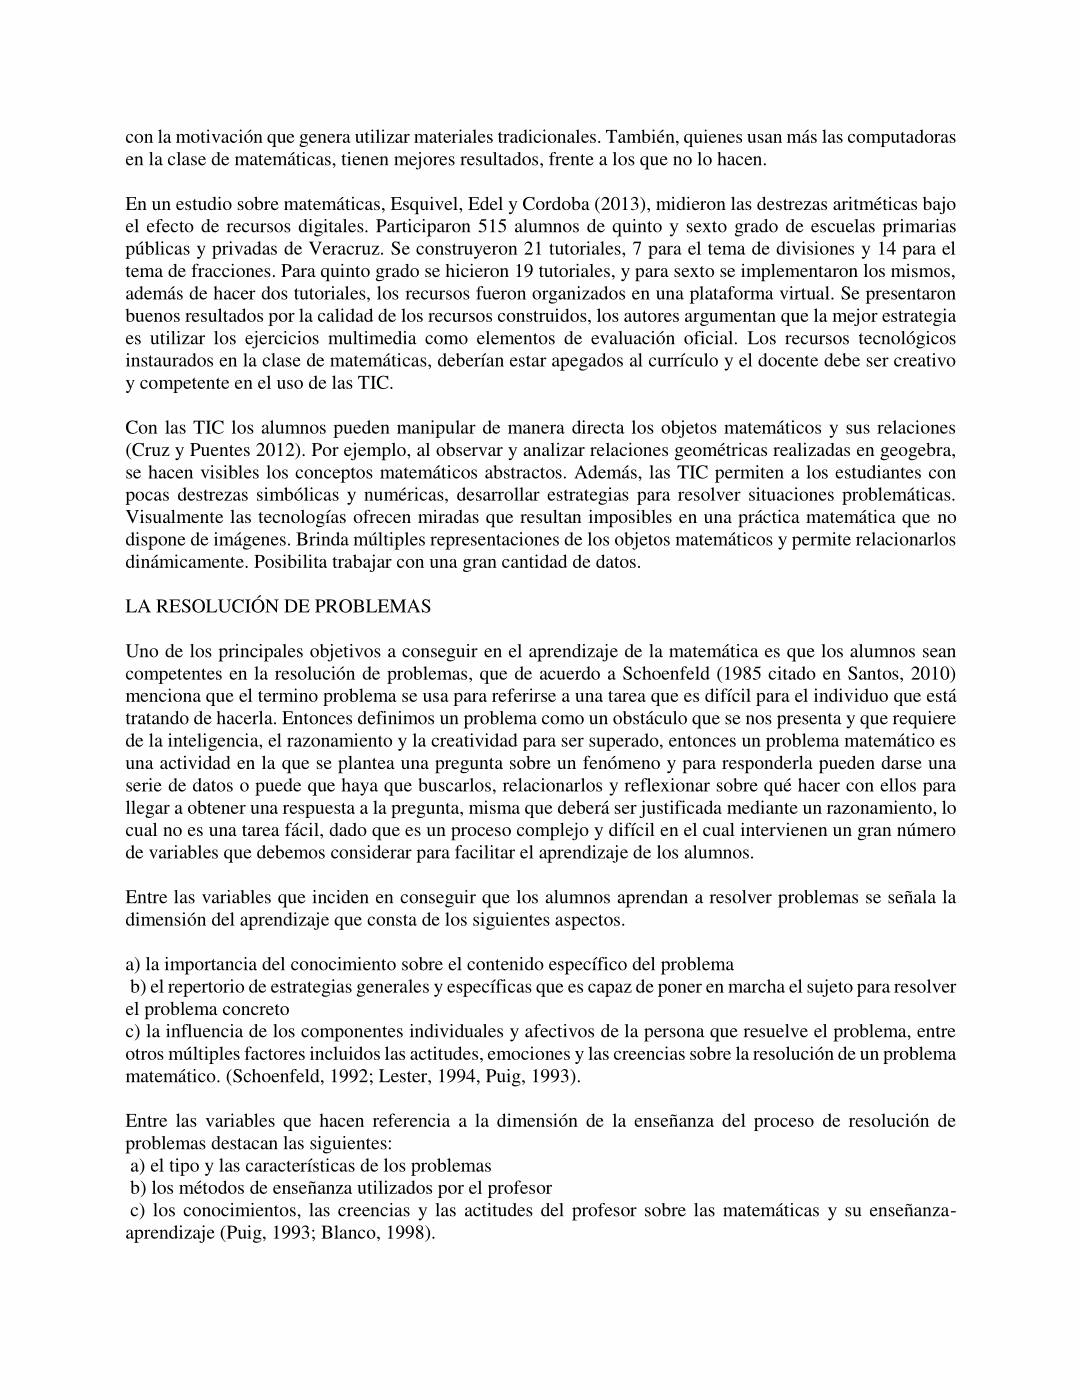 con la motivación que genera utilizar materiales tradicionales. También, quienes usan más las computadoras
en la clase de matemáticas, tienen mejores resultados, frente a los que no lo hacen.
En un estudio sobre matemáticas, Esquivel, Edel y Cordoba (2013), midieron las destrezas aritméticas bajo
el efecto de recursos digitales. Participaron 515 alumnos de quinto y sexto grado de escuelas primarias
públicas y privadas de Veracruz. Se construyeron 21 tutoriales, 7 para el tema de divisiones y 14 para el
tema de fracciones. Para quinto grado se hicieron 19 tutoriales, y para sexto se implementaron los mismos,
además de hacer dos tutoriales, los recursos fueron organizados en una plataforma virtual. Se presentaron
buenos resultados por la calidad de los recursos construidos, los autores argumentan que la mejor estrategia
es utilizar los ejercicios multimedia como elementos de evaluación oficial. Los recursos tecnológicos
instaurados en la clase de matemáticas, deberían estar apegados al currículo y el docente debe ser creativo
y competente en el uso de las TIC.
Con las TIC los alumnos pueden manipular de manera directa los objetos matemáticos y sus relaciones
(Cruz y Puentes 2012). Por ejemplo, al observar y analizar relaciones geométricas realizadas en geogebra,
se hacen visibles los conceptos matemáticos abstractos. Además, las TIC permiten a los estudiantes con
pocas destrezas simbólicas y numéricas, desarrollar estrategias para resolver situaciones problemáticas.
Visualmente las tecnologías ofrecen miradas que resultan imposibles en una práctica matemática que no
dispone de imágenes. Brinda múltiples representaciones de los objetos matemáticos y permite relacionarlos
dinámicamente. Posibilita trabajar con una gran cantidad de datos.
LA RESOLUCIÓN DE PROBLEMAS
Uno de los principales objetivos a conseguir en el aprendizaje de la matemática es que los alumnos sean
competentes en la resolución de problemas, que de acuerdo a Schoenfeld (1985 citado en Santos, 2010)
menciona que el termino problema se usa para referirse a una tarea que es difícil para el individuo que está
tratando de hacerla. Entonces definimos un problema como un obstáculo que se nos presenta y que requiere
de la inteligencia, el razonamiento y la creatividad para ser superado, entonces un problema matemático es
una actividad en la que se plantea una pregunta sobre un fenómeno y para responderla pueden darse una
serie de datos o puede que haya que buscarlos, relacionarlos y reflexionar sobre qué hacer con ellos para
llegar a obtener una respuesta a la pregunta, misma que deberá ser justificada mediante un razonamiento, lo
cual no es una tarea fácil, dado que es un proceso complejo y difícil en el cual intervienen un gran número
de variables que debemos considerar para facilitar el aprendizaje de los alumnos.
Entre las variables que inciden en conseguir que los alumnos aprendan a resolver problemas se señala la
dimensión del aprendizaje que consta de los siguientes aspectos.
a) la importancia del conocimiento sobre el contenido específico del problema
b) el repertorio de estrategias generales y específicas que es capaz de poner en marcha el sujeto para resolver
el problema concreto
c) la influencia de los componentes individuales y afectivos de la persona que resuelve el problema, entre
otros múltiples factores incluidos las actitudes, emociones y las creencias sobre la resolución de un problema
matemático. (Schoenfeld, 1992; Lester, 1994, Puig, 1993).
Entre las variables que hacen referencia a la dimensión de la enseñanza del proceso de resolución de
problemas destacan las siguientes:
a) el tipo y las características de los problemas
b) los métodos de enseñanza utilizados por el profesor
c) los conocimientos, las creencias y las actitudes del profesor sobre las matemáticas y su enseñanza-
aprendizaje (Puig, 1993; Blanco, 1998).